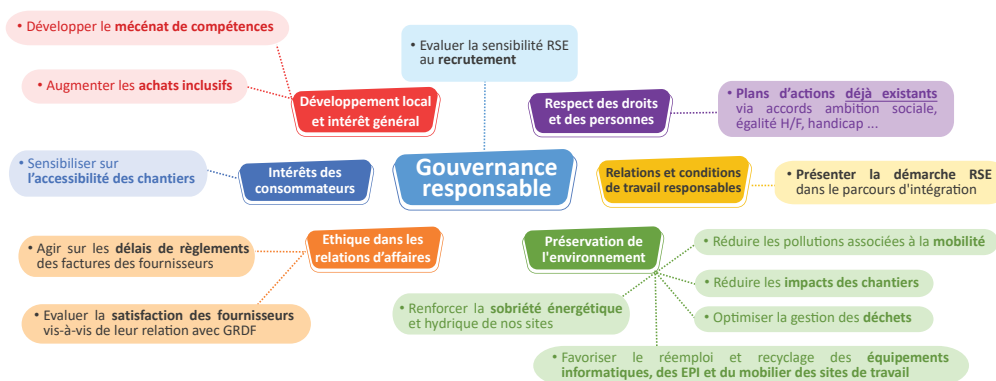 • Développer le mécénat de compétences
• Augmenter les achats inclusifs
Développement local
et intérêt général
• Evaluer la sensibilité RSE
au recrutement
Respect des droits
et des personnes
• Plans d'actions déjà existants
via accords ambition sociale,
égalité H/F, handicap ...
• Sensibiliser sur
l'accessibilité des chantiers
Intérêts des
consommateurs
Gouvernance
responsable
Relations et conditions
de travail responsables
• Présenter la démarche RSE
dans le parcours d'intégration
• Agir sur les délais de règlements
des factures des fournisseurs
Ethique dans les
relations d'affaires
• Evaluer la satisfaction des fournisseurs
vis-à-vis de leur relation avec GRDF
Préservation de
l'environnement
• Réduire les pollutions associées à la mobilité
• Réduire les impacts des chantiers
• Renforcer la sobriété énergétique
et hydrique de nos sites
• Optimiser la gestion des déchets
• Favoriser le réemploi et recyclage des équipements
informatiques, des EPI et du mobilier des sites de travail